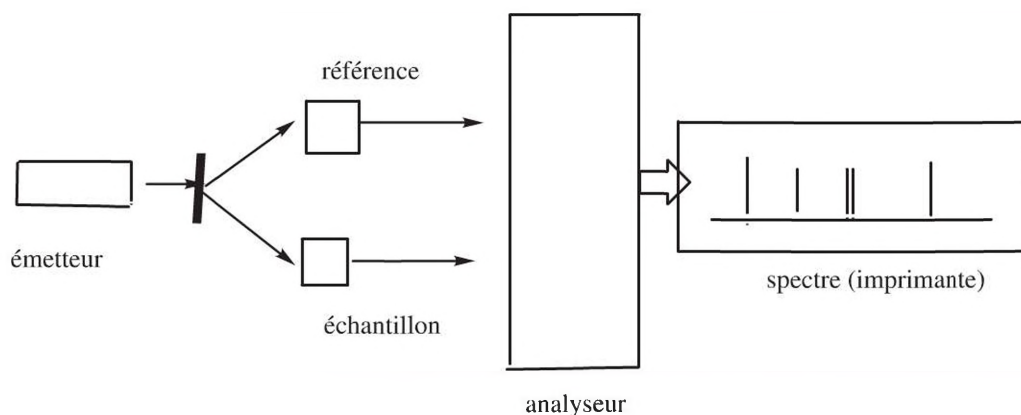 référence
émetteur
échantillon
spectre (imprimante)
analyseur